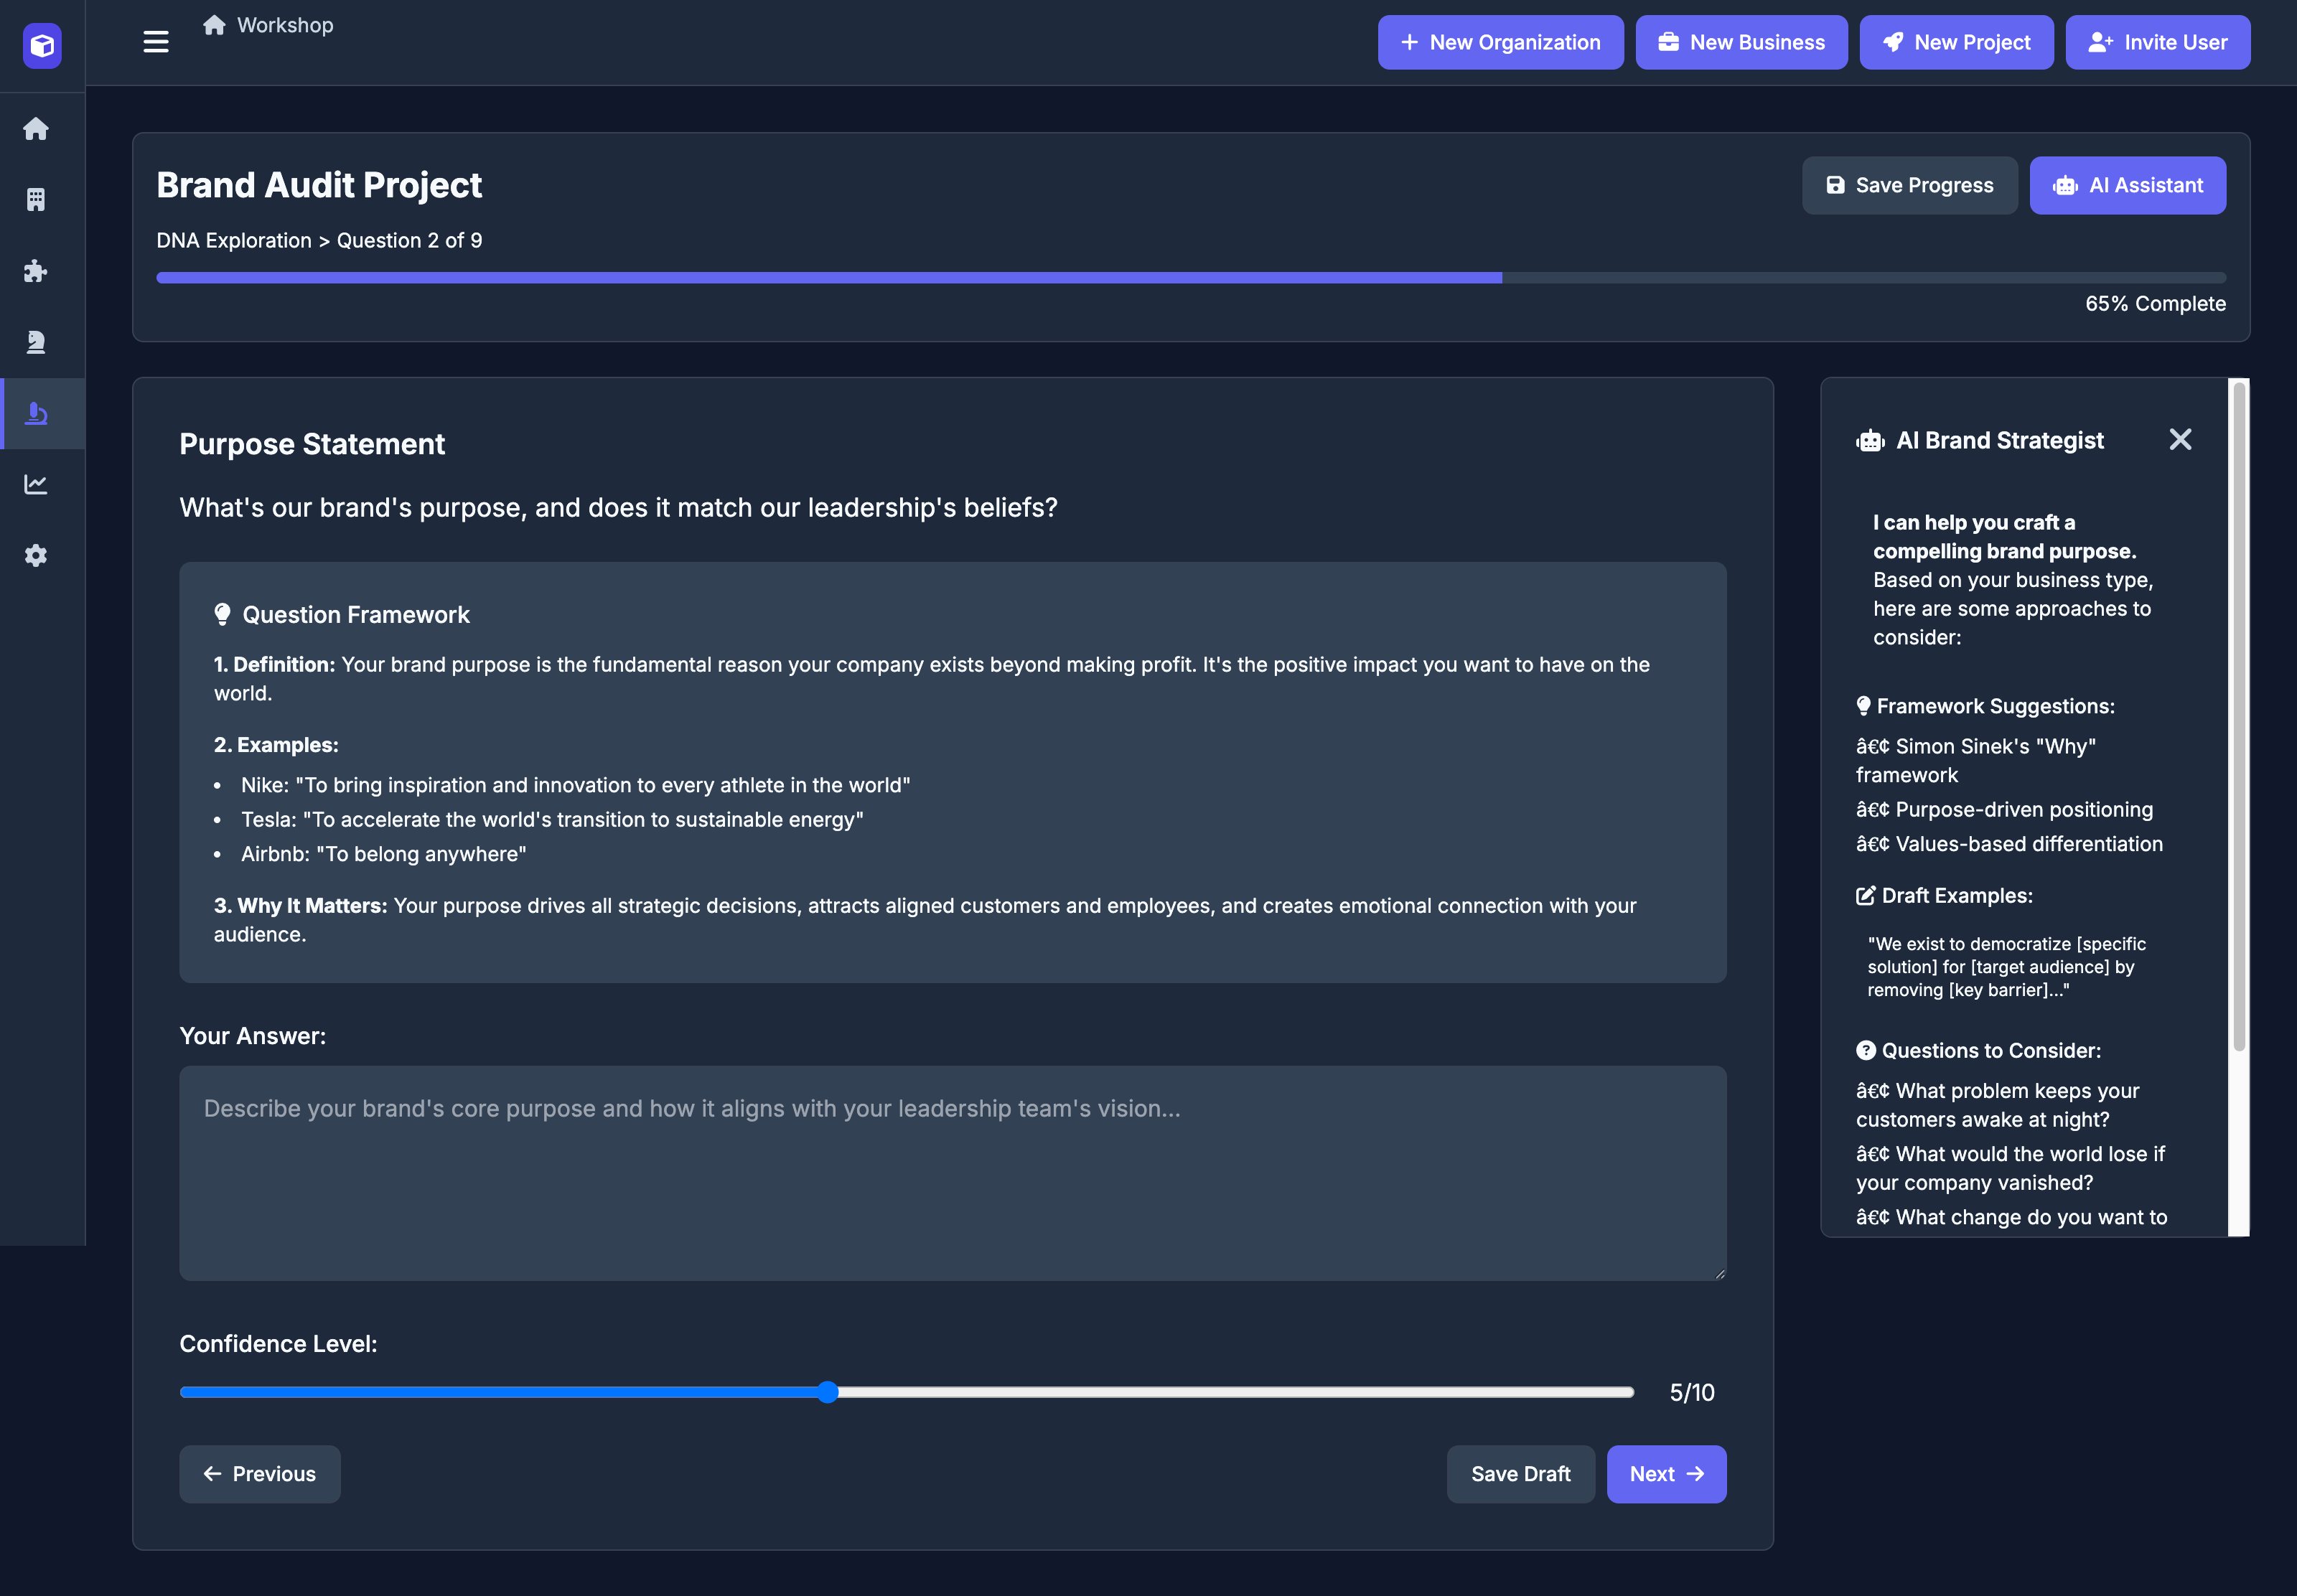 Workshop
New Organization
New Business
New Project
Invite User
Brand Audit Project
Save Progress
AI Assistant
DNA Exploration > Question 2 of 9
65% Complete
Purpose Statement
What's our brand's purpose, and does it match our leadership's beliefs?
Question Framework
1. Definition: Your brand purpose is the fundamental reason your company exists beyond making profit. It's the positive impact you want to have on the
world.
2. Examples:
• Nike: "To bring inspiration and innovation to every athlete in the world"
• Tesla: "To accelerate the world's transition to sustainable energy"
• Airbnb: "To belong anywhere"
3. Why It Matters: Your purpose drives all strategic decisions, attracts aligned customers and employees, and creates emotional connection with your
audience.
Your Answer:
Describe your brand's core purpose and how it aligns with your leadership team's vision...
Confidence Level:
5/10
Previous
Save Draft
Next
AI Brand Strategist
I can help you craft a
compelling brand purpose.
Based on your business type,
here are some approaches to
consider:
Framework Suggestions:
â€¢ Simon Sinek's "Why"
framework
â€¢ Purpose-driven positioning
â€¢ Values-based differentiation
Draft Examples:
"We exist to democratize [specific
solution] for [target audience] by
removing [key barrier]..."
Questions to Consider:
â€¢ What problem keeps your
customers awake at night?
â€¢ What would the world lose if
your company vanished?
â€¢ What change do you want to